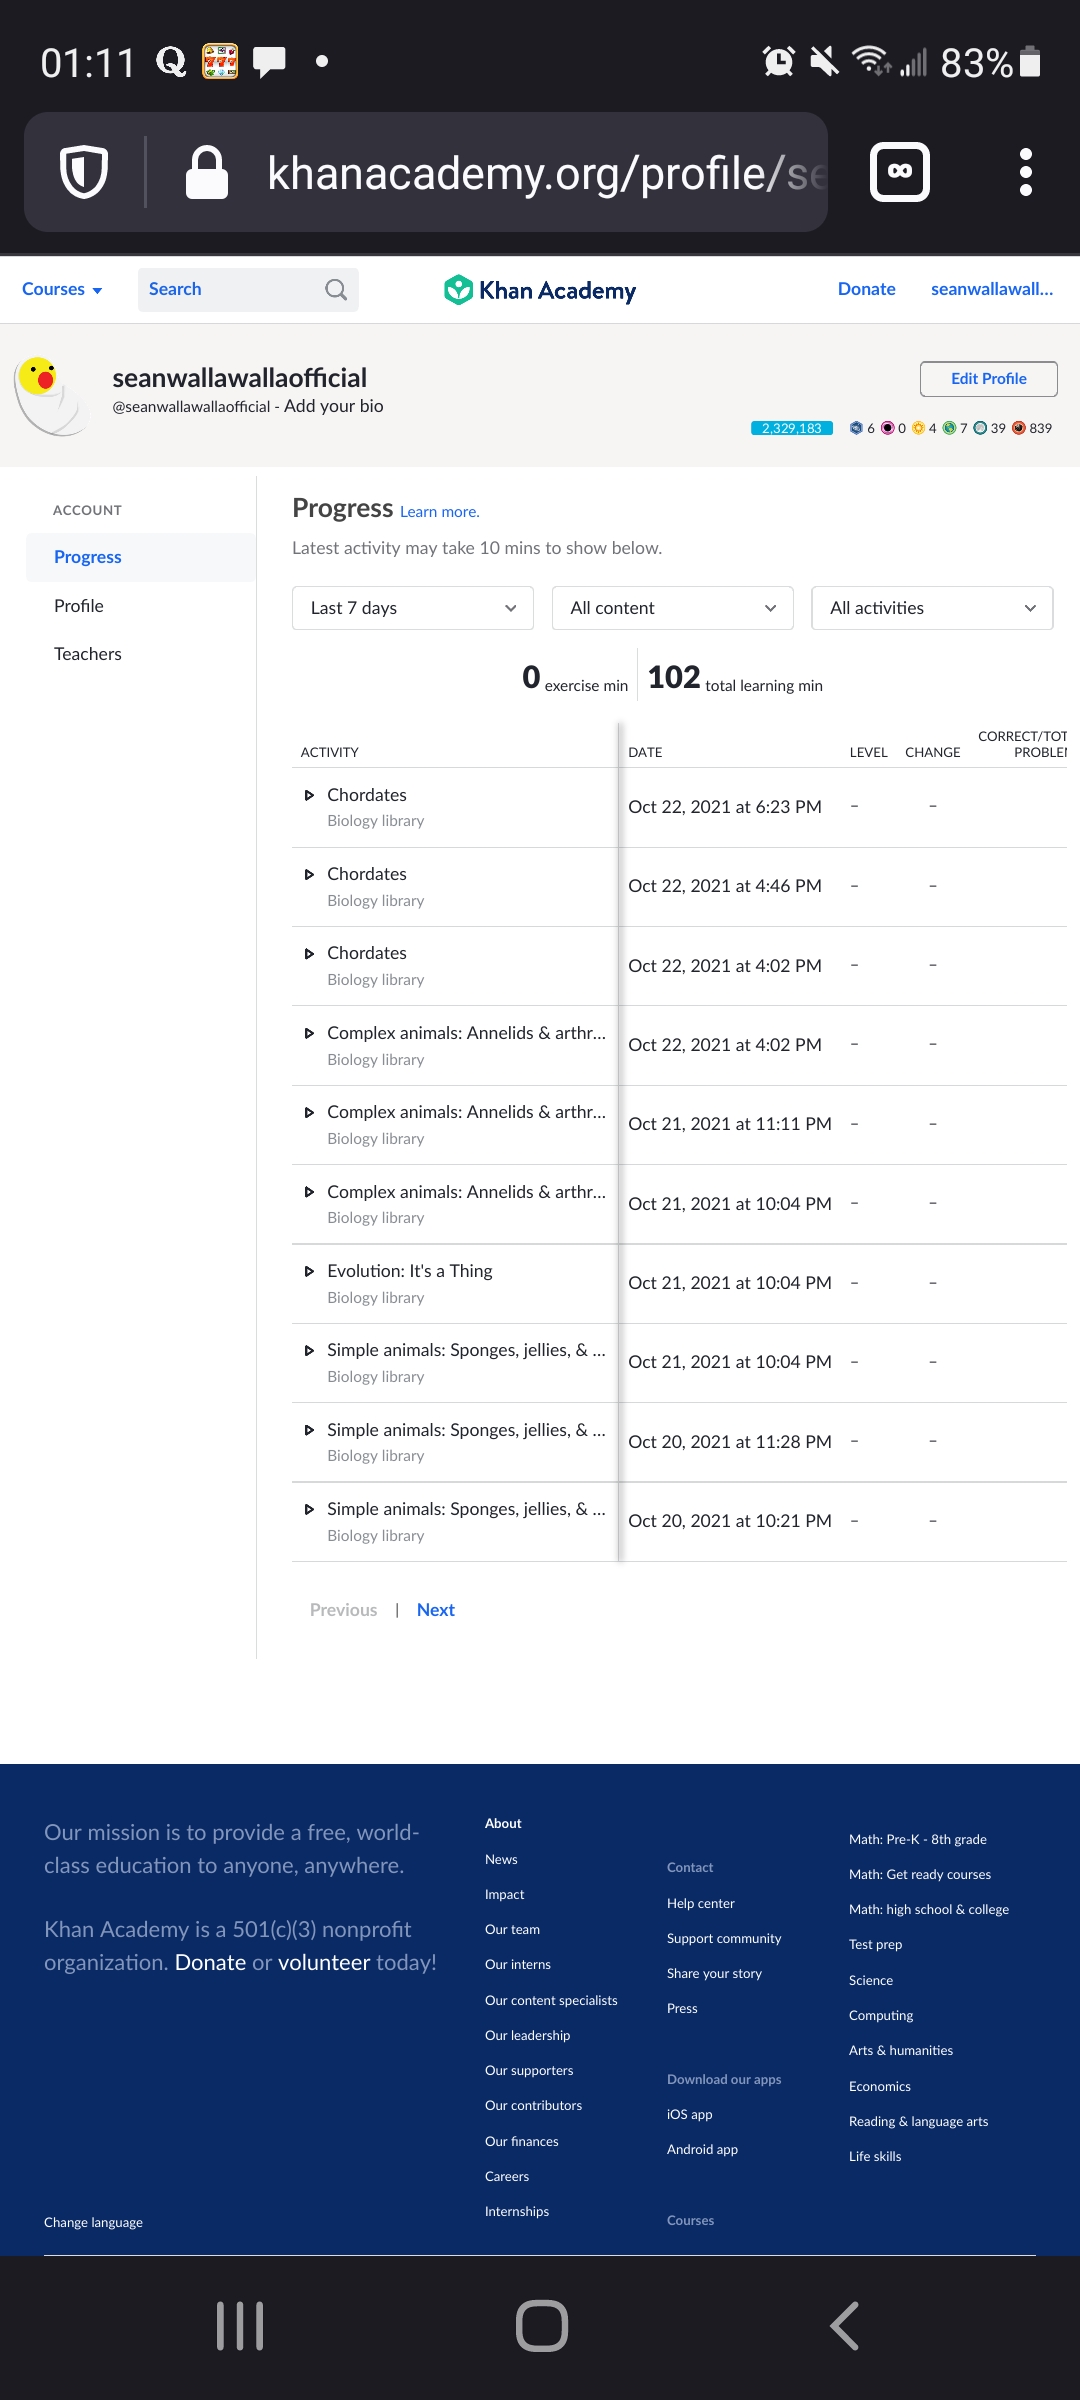 01:11
83%
khanacademy.org/profile/se
Courses
Search
Khan Academy
Donate
seanwallawall...
seanwallawallaofficial
@seanwallawallaofficial - Add your bio
Edit Profile
2,329,183 6 0 4 7 39 839
ACCOUNT
Progress
Profile
Teachers
Progress Learn more.
Latest activity may take 10 mins to show below.
Last 7 days
All content
All activities
0 exercise min
102 total learning min
ACTIVITY DATE LEVEL CHANGE CORRECT/TOT
PROBLEM
Chordates
Biology library
Oct 22, 2021 at 6:23 PM – –
Chordates
Biology library
Oct 22, 2021 at 4:46 PM – –
Chordates
Biology library
Oct 22, 2021 at 4:02 PM – –
Complex animals: Annelids & arthr...
Biology library
Oct 22, 2021 at 4:02 PM – –
Complex animals: Annelids & arthr...
Biology library
Oct 21, 2021 at 11:11 PM – –
Complex animals: Annelids & arthr...
Biology library
Oct 21, 2021 at 10:04 PM – –
Evolution: It's a Thing
Biology library
Oct 21, 2021 at 10:04 PM – –
Simple animals: Sponges, jellies, & ...
Biology library
Oct 21, 2021 at 10:04 PM – –
Simple animals: Sponges, jellies, & ...
Biology library
Oct 20, 2021 at 11:28 PM – –
Simple animals: Sponges, jellies, & ...
Biology library
Oct 20, 2021 at 10:21 PM – –
Previous | Next
Our mission is to provide a free, world-
class education to anyone, anywhere.
Khan Academy is a 501(c)(3) nonprofit
organization. Donate or volunteer today!
Change language
About
News
Impact
Our team
Our interns
Our content specialists
Our leadership
Our supporters
Our contributors
Our finances
Careers
Internships
Contact
Help center
Support community
Share your story
Press
Download our apps
iOS app
Android app
Courses
Math: Pre-K - 8th grade
Math: Get ready courses
Math: high school & college
Test prep
Science
Computing
Arts & humanities
Economics
Reading & language arts
Life skills